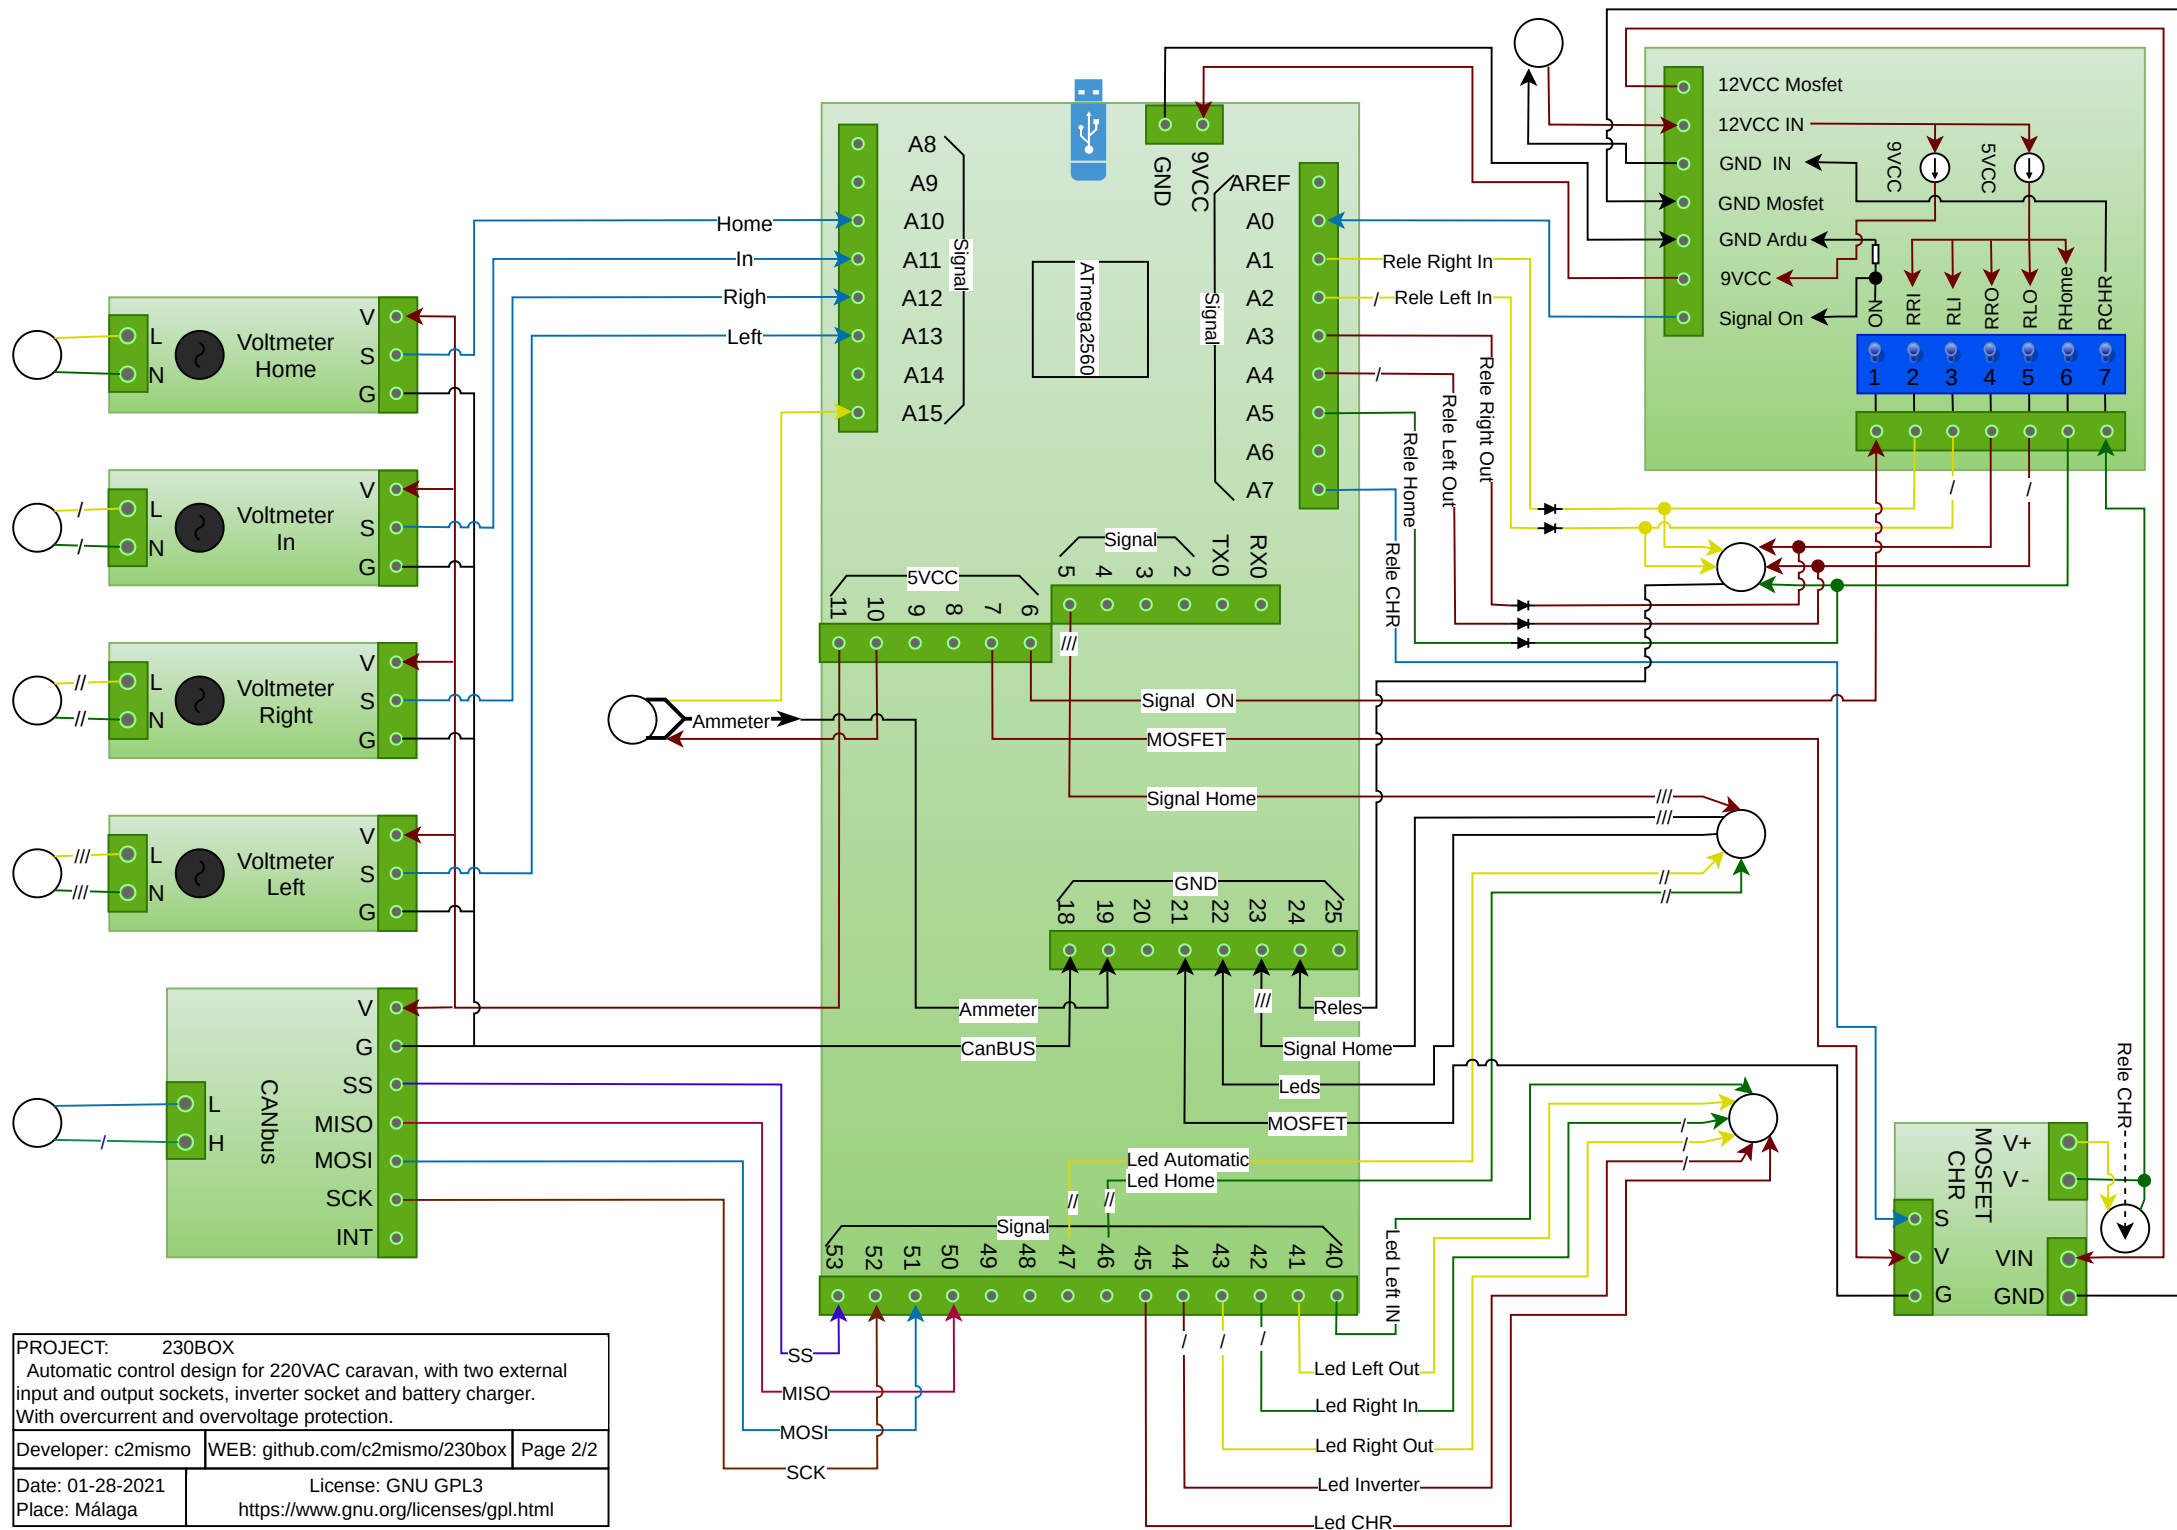 Home
In
Righ
Left
V
S
G
L
N
Voltmeter
Home
V
S
G
/
/
L
N
Voltmeter
In
V
S
G
//
//
L
N
Voltmeter
Right
V
S
G
///
///
L
N
Voltmeter
Left
V
G
SS
MISO
MOSI
SCK
INT
/
L
H
CANbus
Ammeter
A8
A9
A10
A11
A12
A13
A14
A15
Signal
ATmega2560
GND
9VCC
Signal
AREF
A0
A1
A2
A3
A4
A5
A6
A7
Rele Right In
/
Rele Left In
/
Rele Right Out
Rele Left Out
Rele Home
Rele CHR
Signal
5
4
3
2
TX0
RX0
5VCC
11
10
9
8
7
6
///
Signal ON
MOSFET
Signal Home
///
///
//
//
GND
18
19
20
21
22
23
24
25
///
Ammeter
CanBUS
Reles
Signal Home
Leds
MOSFET
Led Automatic
Led Home
//
//
Signal
53
52
51
50
49
48
47
46
45
44
43
42
41
40
/
/
/
/
/
/
SS
MISO
MOSI
SCK
Led Left IN
Led Left Out
Led Right In
Led Right Out
Led Inverter
Led CHR
12VCC Mosfet
12VCC IN
GND IN
GND Mosfet
GND Ardu
9VCC
Signal On
9VCC
5VCC
ON
RRI
RLI
RRO
RLO
RHome
RCHR
1
2
3
4
5
6
7
/
/
Rele CHR
MOSFET
CHR
V+
V-
S
V
G
VIN
GND
PROJECT: 230BOX
Automatic control design for 220VAC caravan, with two external
input and output sockets, inverter socket and battery charger.
With overcurrent and overvoltage protection.
Developer: c2mismo
WEB: github.com/c2mismo/230box
Page 2/2
Date: 01-28-2021
Place: Málaga
License: GNU GPL3
https://www.gnu.org/licenses/gpl.html